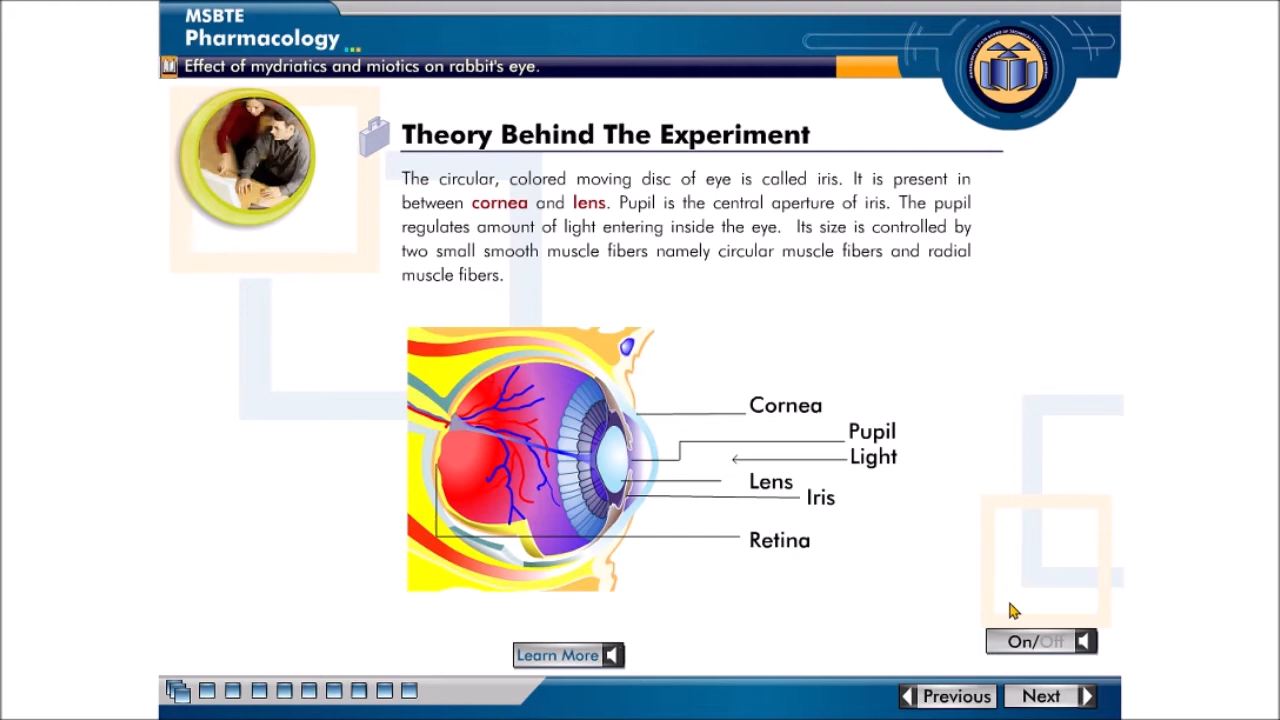 MSBTE
Pharmacology
Effect of mydriatics and miotics on rabbit's eye.
Theory Behind The Experiment
The circular, colored moving disc of eye is called iris. It is present in
between cornea and lens. Pupil is the central aperture of iris. The pupil
regulates amount of light entering inside the eye. Its size is controlled by
two small smooth muscle fibers namely circular muscle fibers and radial
muscle fibers.
Cornea
Pupil
Light
Lens
Iris
Retina
On/Off
Learn More
Previous
Next